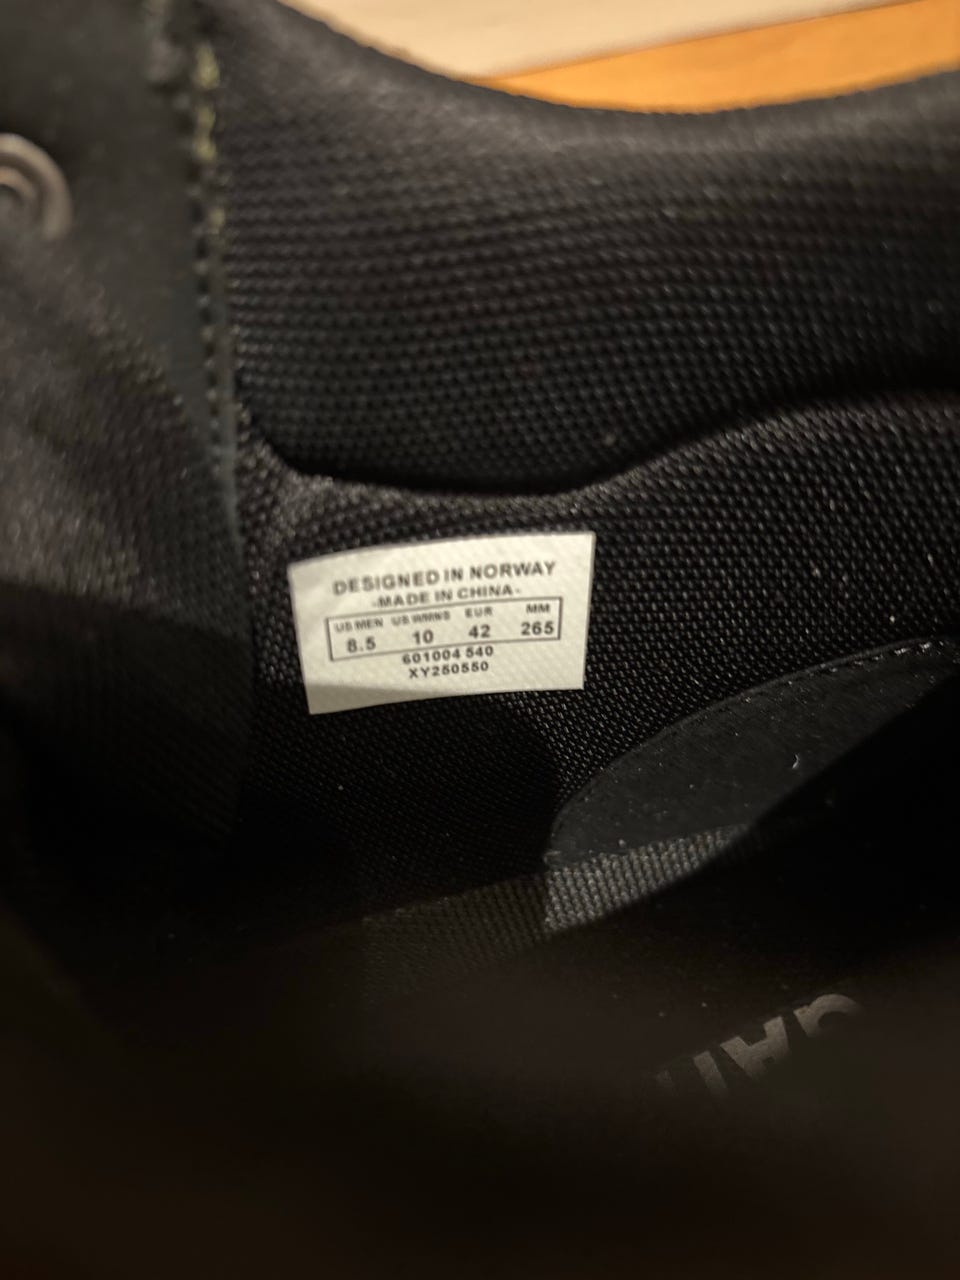 DESIGNED IN NORWAY
-MADE IN CHINA-
US MEN US WMNS EUR MM
8.5 10 42 265
601004 540
XY250550